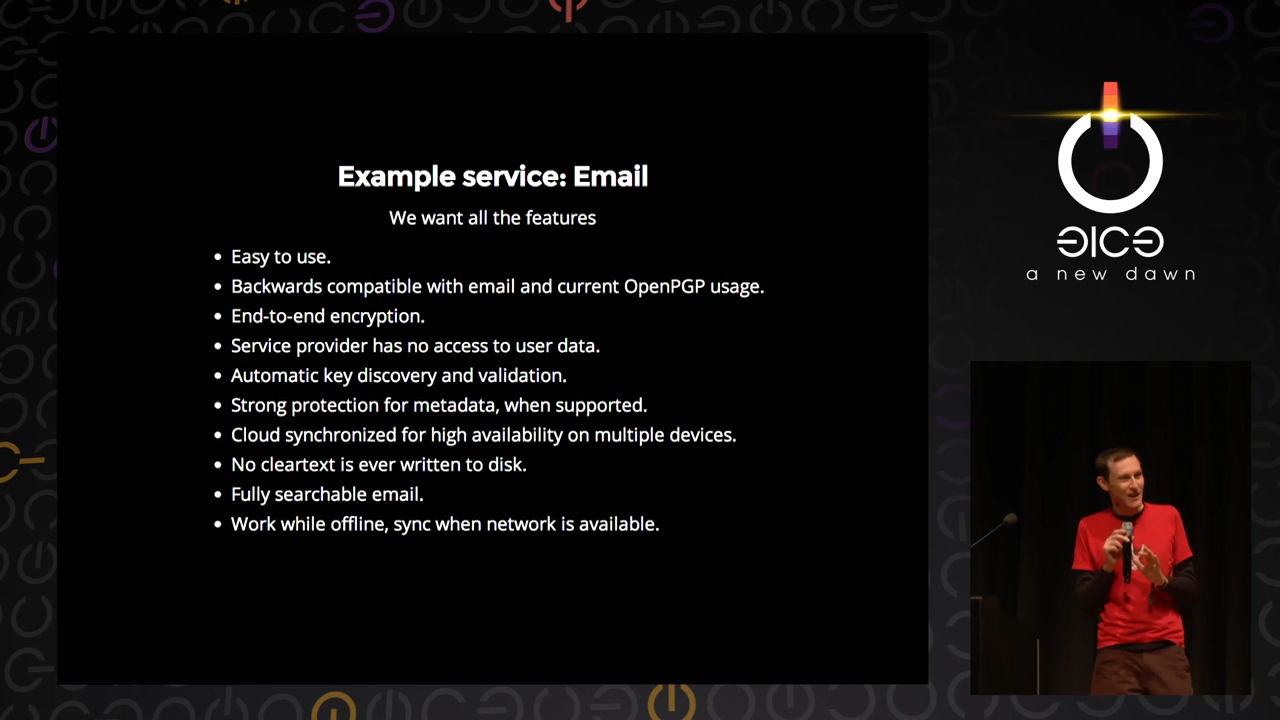 Example service: Email
We want all the features
• Easy to use.
• Backwards compatible with email and current OpenPGP usage.
• End-to-end encryption.
• Service provider has no access to user data.
• Automatic key discovery and validation.
• Strong protection for metadata, when supported.
• Cloud synchronized for high availability on multiple devices.
• No cleartext is ever written to disk.
• Fully searchable email.
• Work while offline, sync when network is available.
ƎICƎ
a new dawn